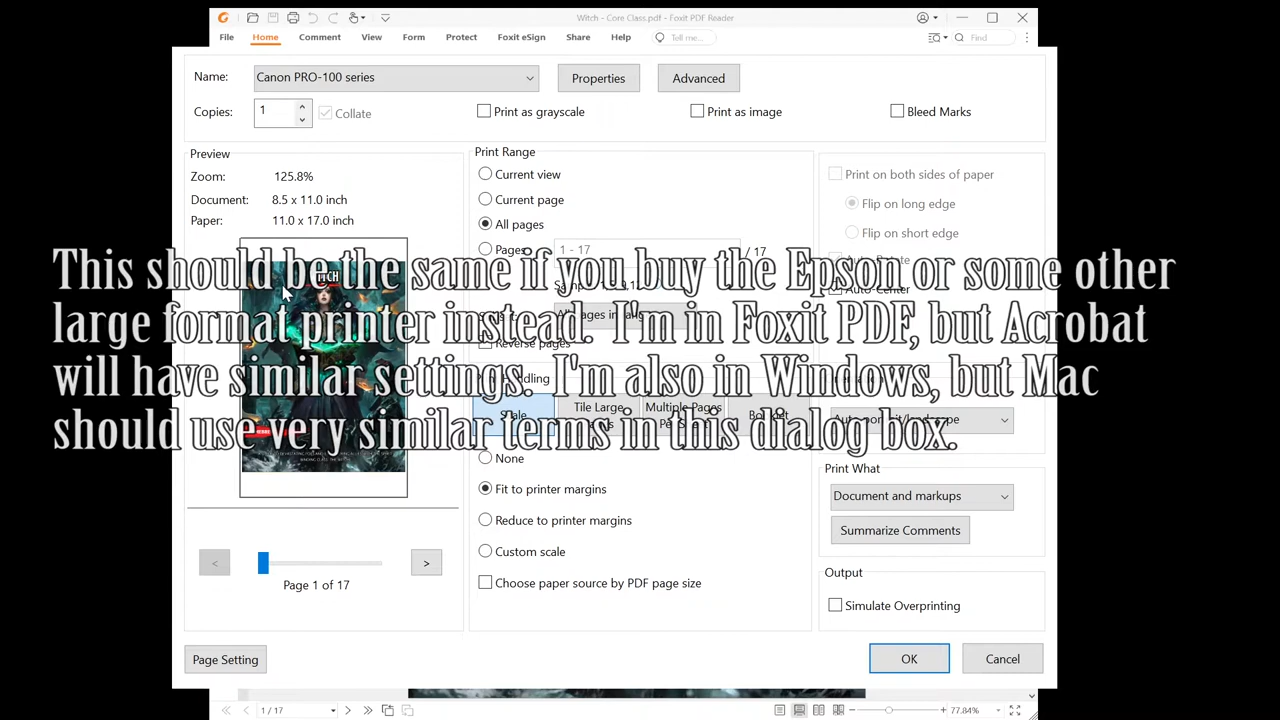 Witch - Core Class.pdf - Foxit PDF Reader
File Home Comment View Form Protect Foxit eSign Share Help Tell me... Find
Name: Canon PRO-100 series Properties Advanced
Copies: 1 Collate Print as grayscale Print as image Bleed Marks
Preview
Zoom: 125.8%
Document: 8.5 x 11.0 inch
Paper: 11.0 x 17.0 inch
Print Range
Current view
Current page
All pages
Pages 1 - 17 / 17
Reverse pages
Print on both sides of paper
Flip on long edge
Flip on short edge
Auto-Center
This should be the same if you buy the Epson or some other
large format printer instead. I'm in Foxit PDF, but Acrobat
will have similar settings. I'm also in Windows, but Mac
should use very similar terms in this dialog box.
Scale Tile Large Multiple Pages
None
Fit to printer margins
Reduce to printer margins
Custom scale
Choose paper source by PDF page size
Print What
Document and markups
Summarize Comments
Output
Simulate Overprinting
< >
Page 1 of 17
Page Setting OK Cancel
1 / 17 77.84%